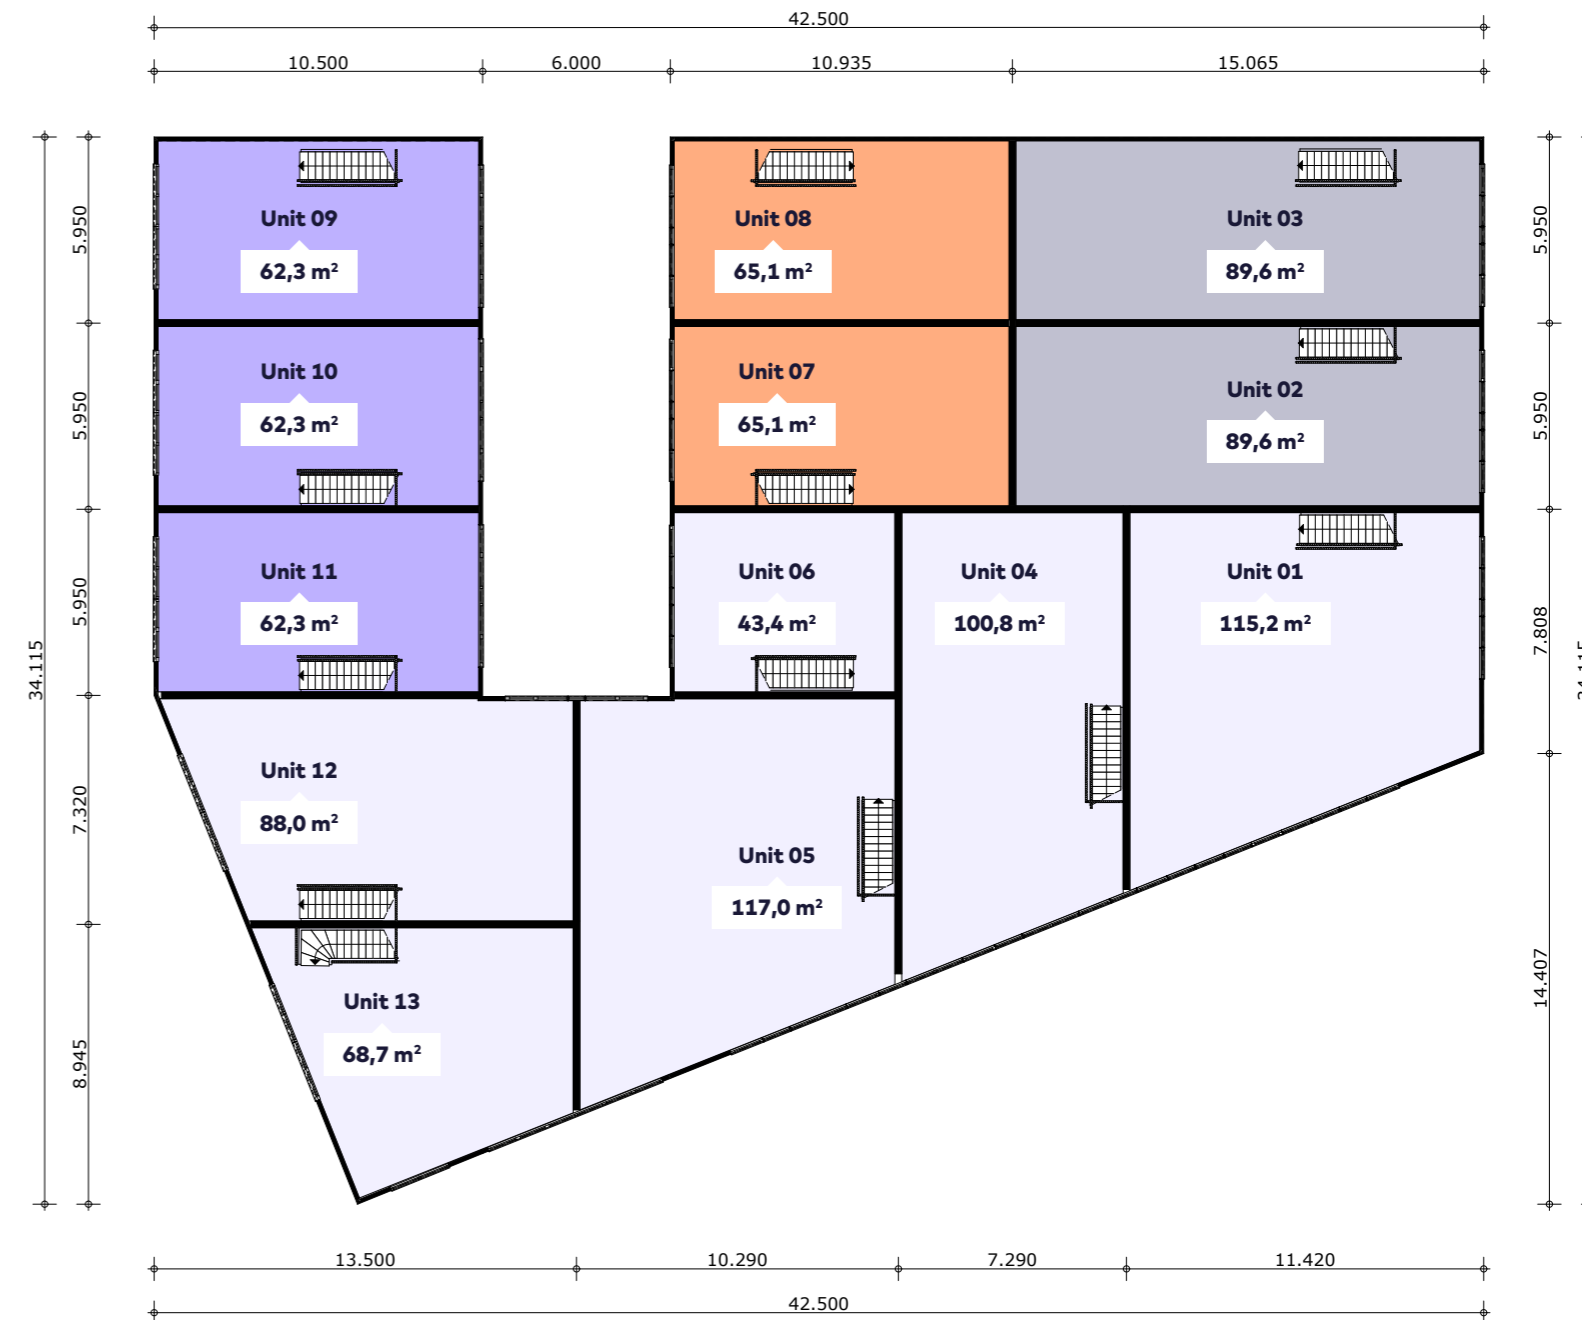 42.500
10.500 6.000 10.935 15.065
5.950 5.950
Unit 09 Unit 08 Unit 03
62,3 m² 65,1 m² 89,6 m²
5.950 5.950
Unit 10 Unit 07 Unit 02
62,3 m² 65,1 m² 89,6 m²
5.950 7.808
Unit 11 Unit 06 Unit 04 Unit 01
62,3 m² 43,4 m² 100,8 m² 115,2 m²
34.115
7.320
Unit 12 Unit 05
88,0 m² 117,0 m²
14.407
8.945
Unit 13
68,7 m²
13.500 10.290 7.290 11.420
42.500